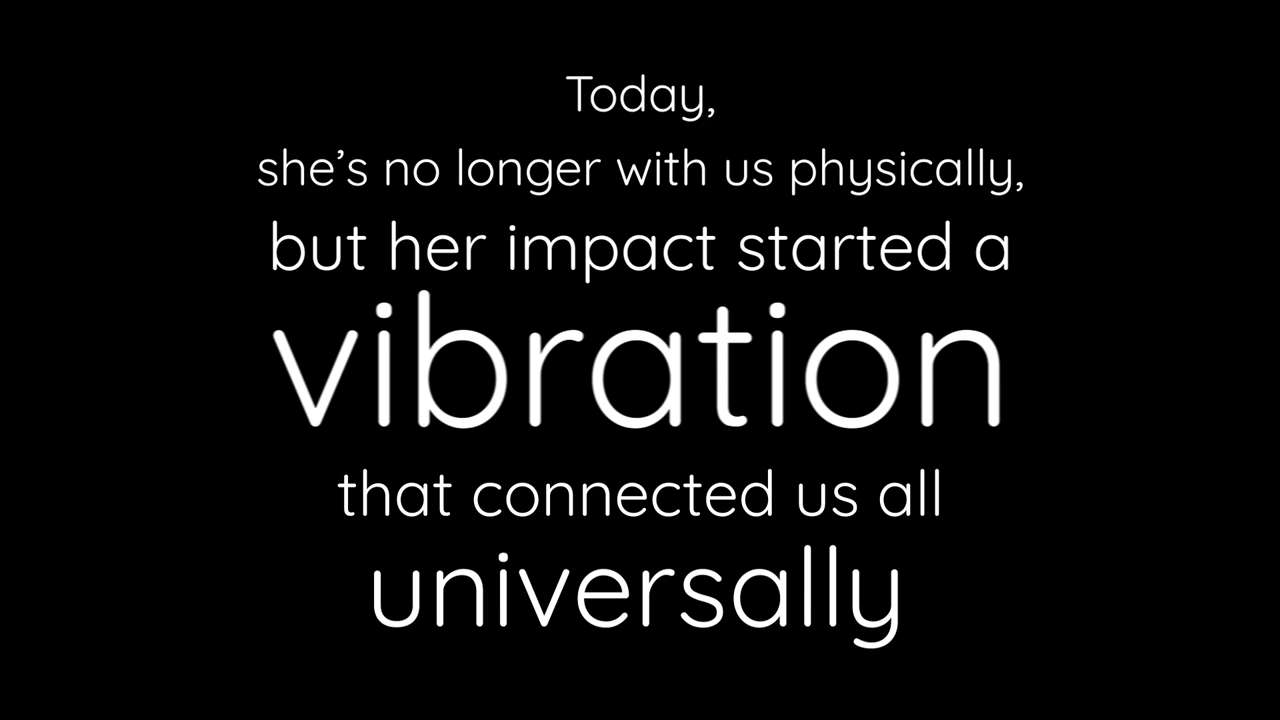 Today,
she’s no longer with us physically,
but her impact started a
vibration
that connected us all
universally